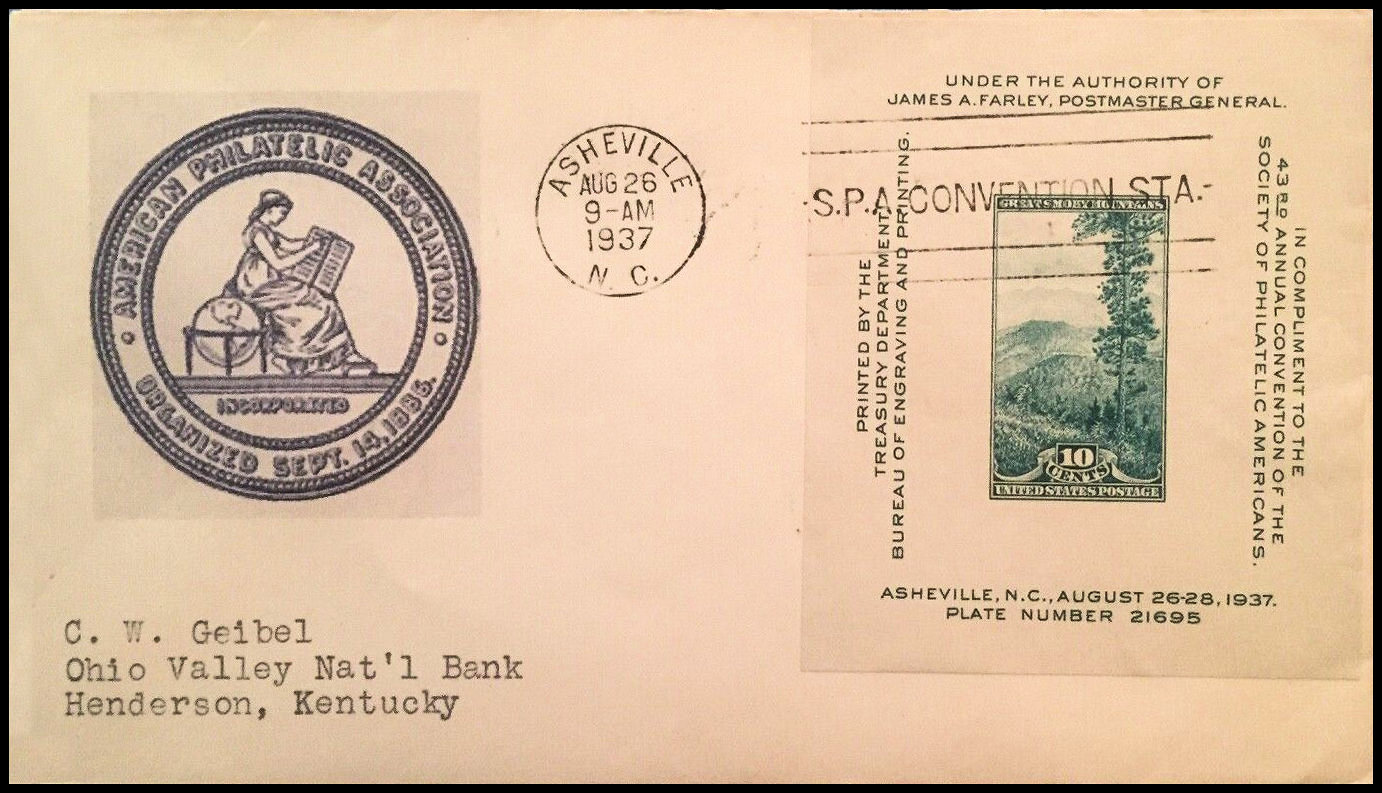 AMERICAN PHILATELIC ASSOCIATION
INCORPORATED
ORGANIZED SEPT. 14, 1886.
ASHEVILLE
AUG 26
9-AM
1937
N. C.
S.P.A. CONVENTION STA.
UNDER THE AUTHORITY OF
JAMES A. FARLEY, POSTMASTER GENERAL.
PRINTED BY THE
TREASURY DEPARTMENT,
BUREAU OF ENGRAVING AND PRINTING.
GREAT SMOKY MOUNTAINS
10
CENTS
UNITED STATES POSTAGE
IN COMPLIMENT TO THE
43RD ANNUAL CONVENTION OF THE
SOCIETY OF PHILATELIC AMERICANS.
ASHEVILLE, N.C., AUGUST 26-28, 1937.
PLATE NUMBER 21695
C. W. Geibel
Ohio Valley Nat'l Bank
Henderson, Kentucky